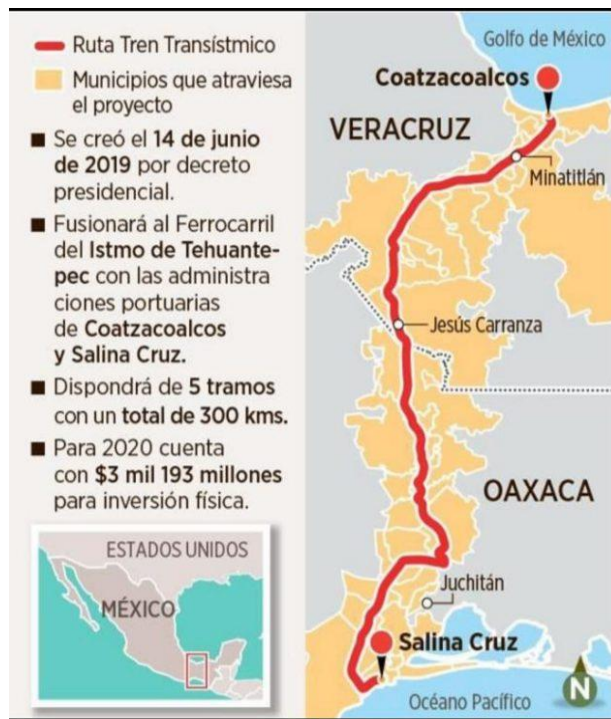 Ruta Tren Transístmico
Municipios que atraviesa
el proyecto
Se creó el 14 de junio
de 2019 por decreto
presidencial.
Fusionará al Ferrocarril
del Istmo de Tehuante-
pec con las administra
ciones portuarias
de Coatzacoalcos
y Salina Cruz.
Dispondrá de 5 tramos
con un total de 300 kms.
Para 2020 cuenta
con $3 mil 193 millones
para inversión física.
ESTADOS UNIDOS
MÉXICO
Golfo de México
Coatzacoalcos
VERACRUZ
Minatitlán
Jesús Carranza
OAXACA
Juchitán
Salina Cruz
Océano Pacífico
N